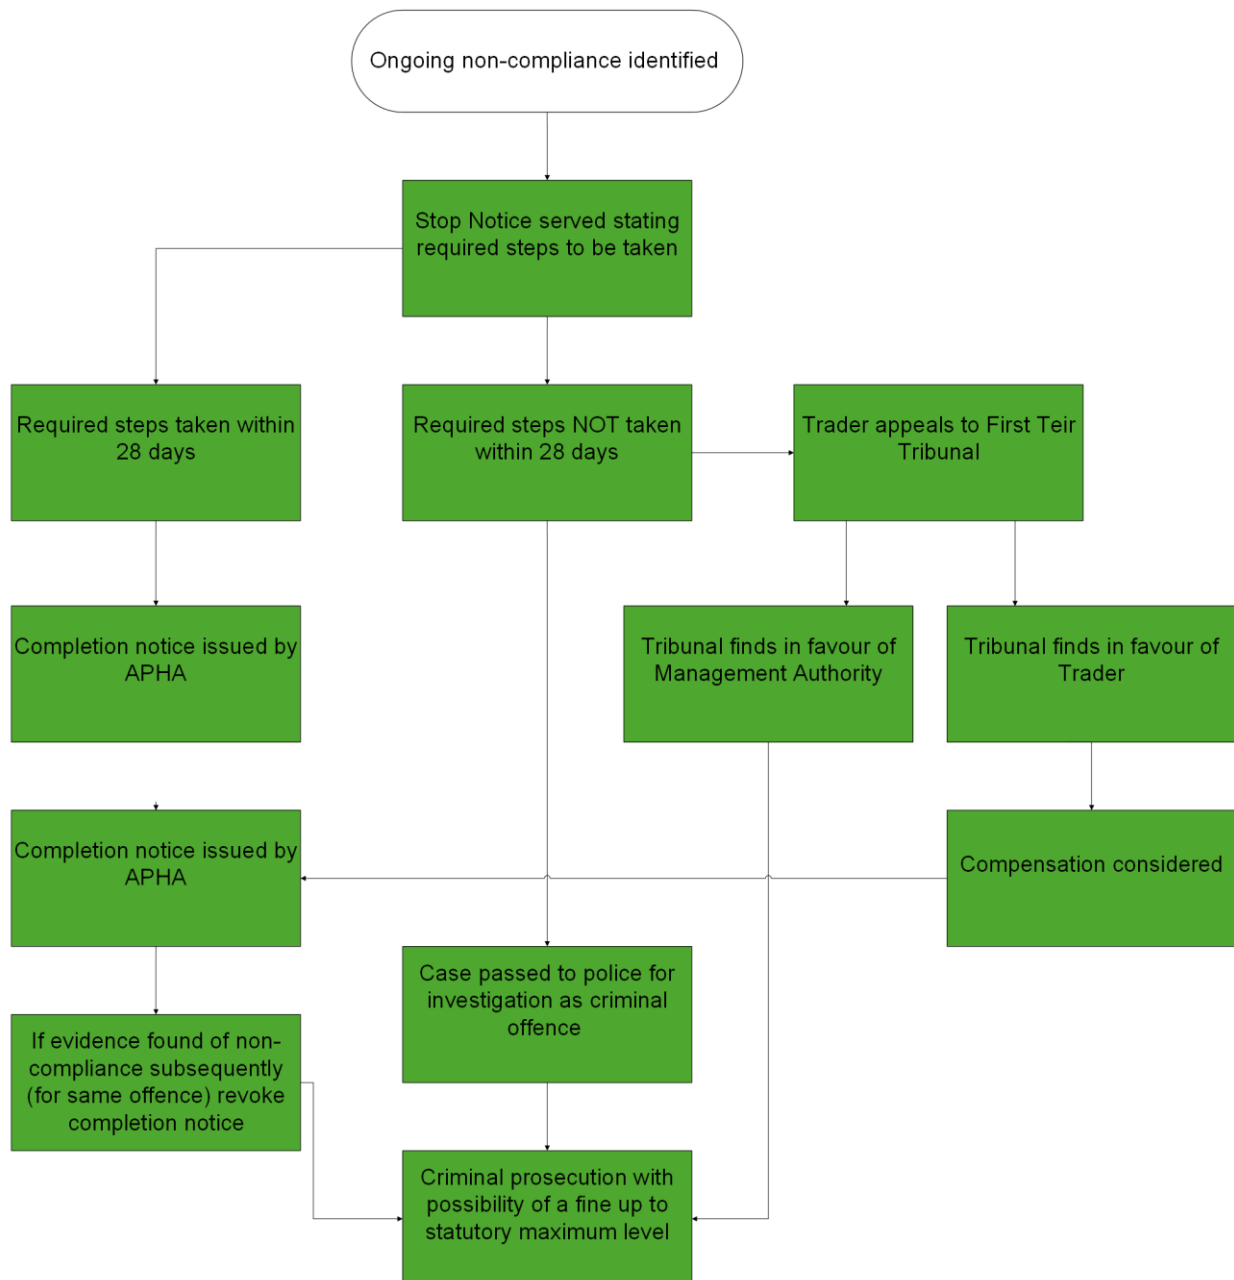 Ongoing non-compliance identified
Stop Notice served stating
required steps to be taken
Required steps taken within
28 days
Required steps NOT taken
within 28 days
Trader appeals to First Teir
Tribunal
Completion notice issued by
APHA
Tribunal finds in favour of
Management Authority
Tribunal finds in favour of
Trader
Completion notice issued by
APHA
Compensation considered
Case passed to police for
investigation as criminal
offence
If evidence found of non-
compliance subsequently
(for same offence) revoke
completion notice
Criminal prosecution with
possibility of a fine up to
statutory maximum level